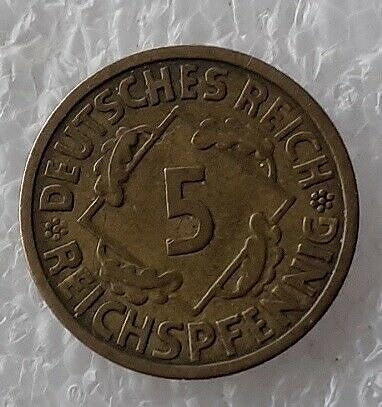 DEUTSCHES REICH
5
REICHSPFENNIG